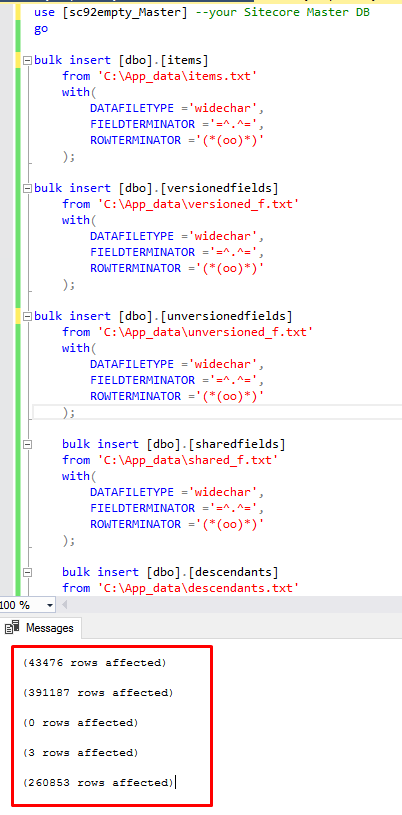 use [sc92empty_Master] --your Sitecore Master DB
go
bulk insert [dbo].[items]
from 'C:\App_data\items.txt'
with(
DATAFILETYPE ='widechar',
FIELDTERMINATOR ='=^.^=',
ROWTERMINATOR ='(*(oo)*)'
);
bulk insert [dbo].[versionedfields]
from 'C:\App_data\versioned_f.txt'
with(
DATAFILETYPE ='widechar',
FIELDTERMINATOR ='=^.^=',
ROWTERMINATOR ='(*(oo)*)'
);
bulk insert [dbo].[unversionedfields]
from 'C:\App_data\unversioned_f.txt'
with(
DATAFILETYPE ='widechar',
FIELDTERMINATOR ='=^.^=',
ROWTERMINATOR ='(*(oo)*)'
);
bulk insert [dbo].[sharedfields]
from 'C:\App_data\shared_f.txt'
with(
DATAFILETYPE ='widechar',
FIELDTERMINATOR ='=^.^=',
ROWTERMINATOR ='(*(oo)*)'
);
bulk insert [dbo].[descendants]
from 'C:\App_data\descendants.txt'
100 %
Messages
(43476 rows affected)
(391187 rows affected)
(0 rows affected)
(3 rows affected)
(260853 rows affected)